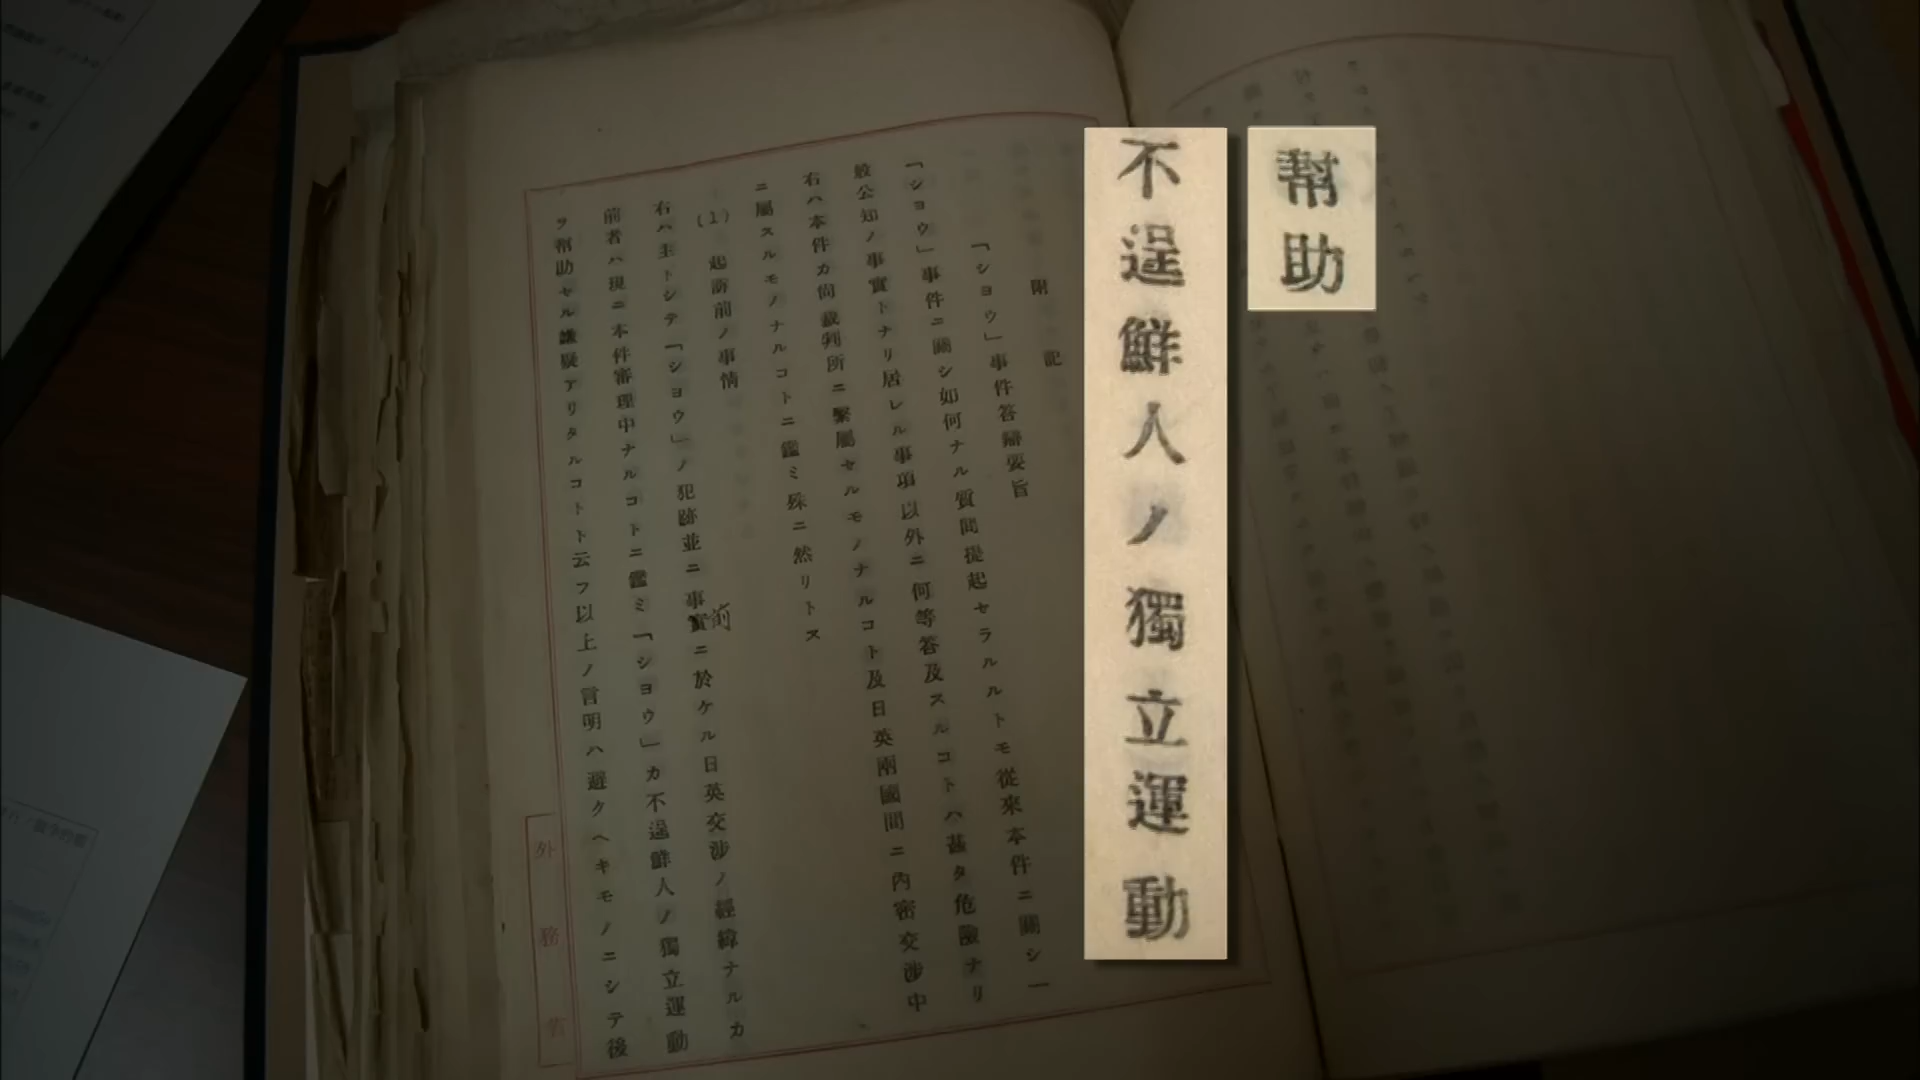 幇助
不逞鮮人ノ獨立運動
附記
「ショウ」事件答辯要旨
「ショウ」事件ニ關シ如何ナル質問提起セラルルトモ從來本件ニ關シ一
般公知ノ事實トナリ居レル事項以外ニ何等答及スルコトハ甚タ危險ナリ
右ハ本件カ尚裁判所ニ繫屬セルモノナルコト及日英兩國間ニ內密交渉中
ニ屬スルモノナルコトニ鑑ミ殊ニ然リトス
(1) 起訴前ノ事情
右ハ主トシテ「ショウ」ノ犯跡並ニ事實ニ於ケル日英交渉ノ經緯ナルカ
前
前者ハ現ニ本件審理中ナルコトニ鑑ミ「ショウ」カ不逞鮮人ノ獨立運動
ヲ幇助セル嫌疑アリタルコトト云フ以上ノ言明ハ避クヘキモノニシテ後
外務省